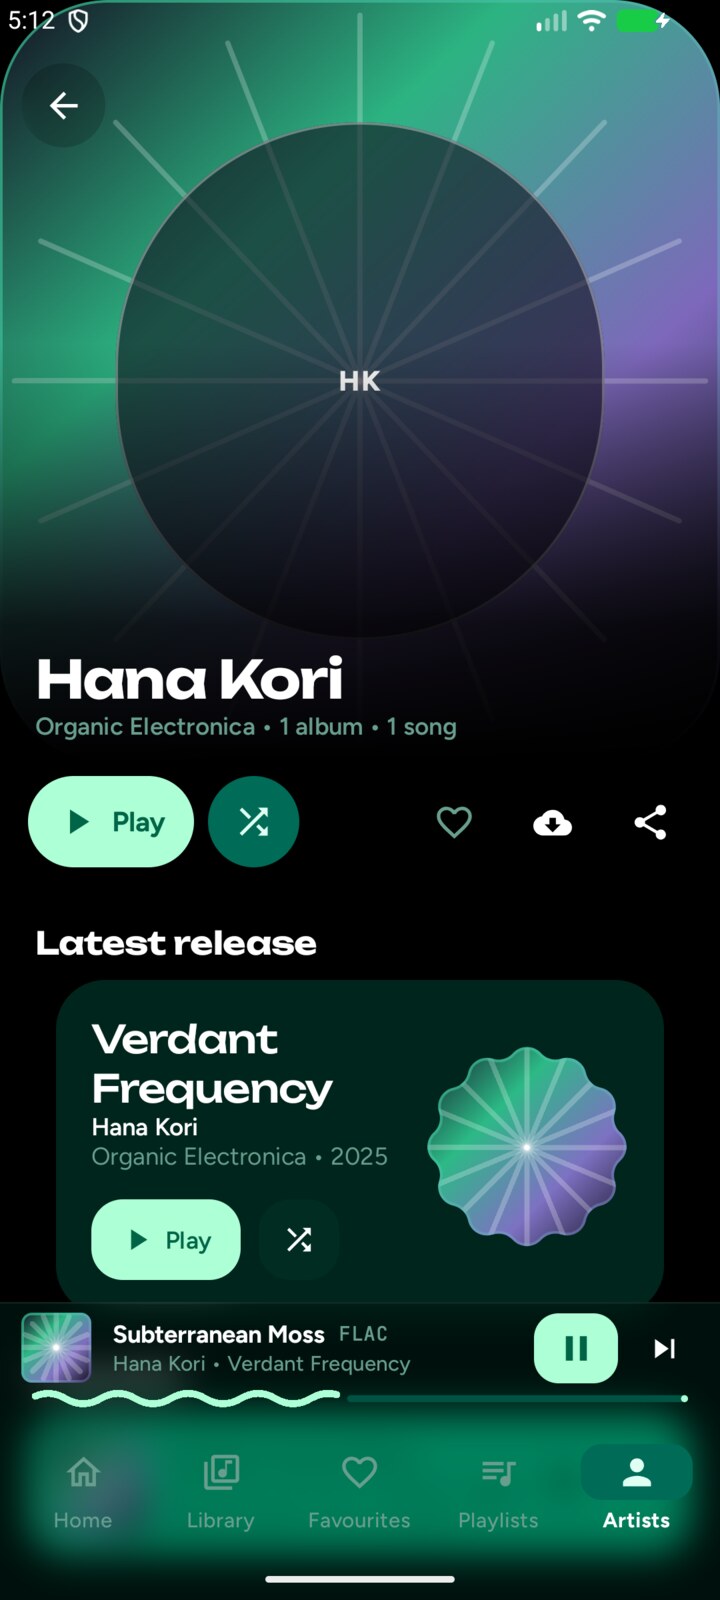 5:12
HK
Hana Kori
Organic Electronica • 1 album • 1 song
Play
Latest release
Verdant
Frequency
Hana Kori
Organic Electronica • 2025
Play
Subterranean Moss FLAC
Hana Kori • Verdant Frequency
Home Library Favourites Playlists Artists